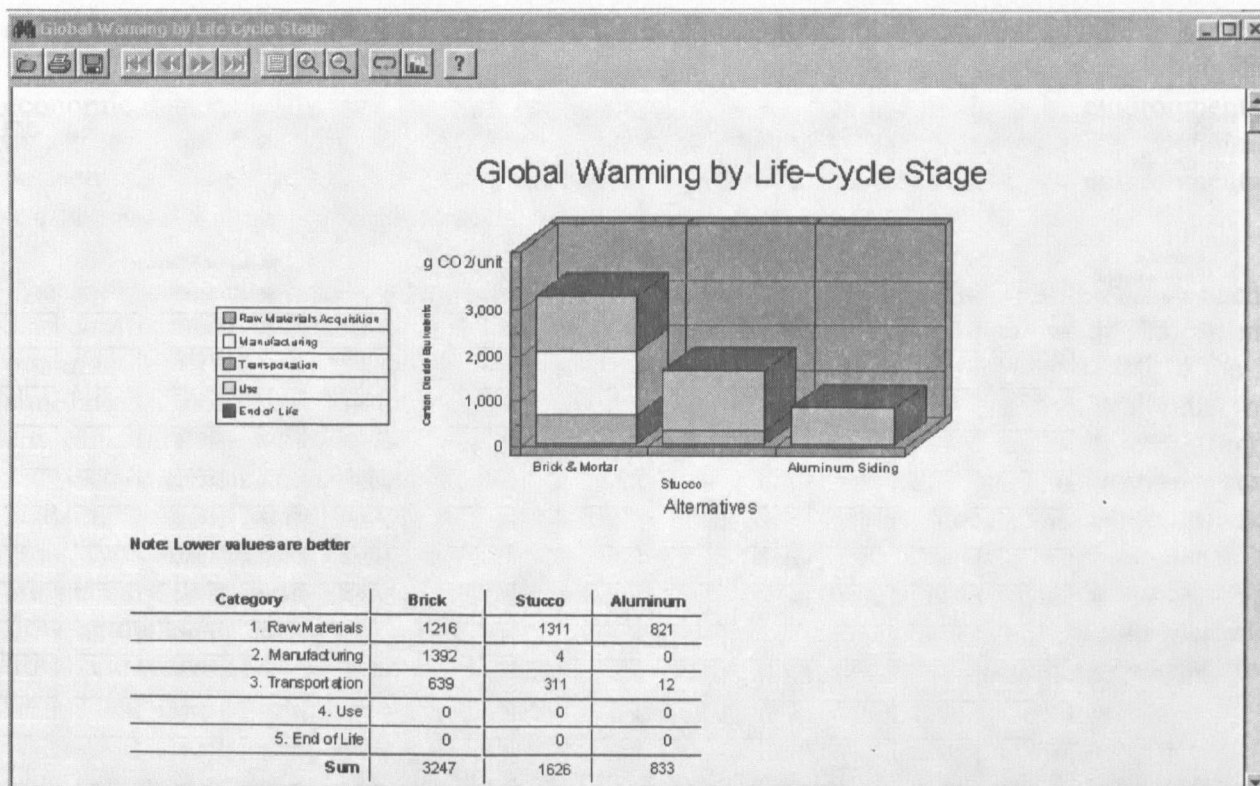 Global Warming by Life Cycle Stage
?
Global Warming by Life-Cycle Stage
g CO2/unit
3,000
2,000
1,000
0
Carbon Dioxide Equivalents
Raw Materials Acquisition
Manufacturing
Transportation
Use
End of Life
Brick & Mortar
Stucco
Aluminum Siding
Alternatives
Note: Lower values are better
Category Brick Stucco Aluminum
1. Raw Materials 1216 1311 821
2. Manufacturing 1392 4 0
3. Transportation 639 311 12
4. Use 0 0 0
5. End of Life 0 0 0
Sum 3247 1626 833